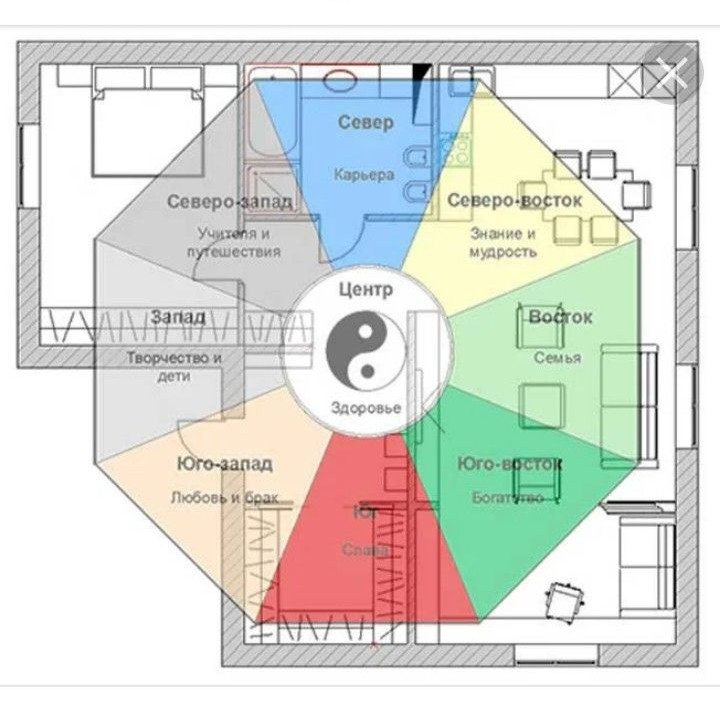 Север
Карьера
Северо-запад
Учителя и
путешествия
Северо-восток
Знание и
мудрость
Центр
Здоровье
Запад
Творчество и
дети
Восток
Семья
Юго-запад
Любовь и брак
Юго-восток
Богатство
Юг
Слава